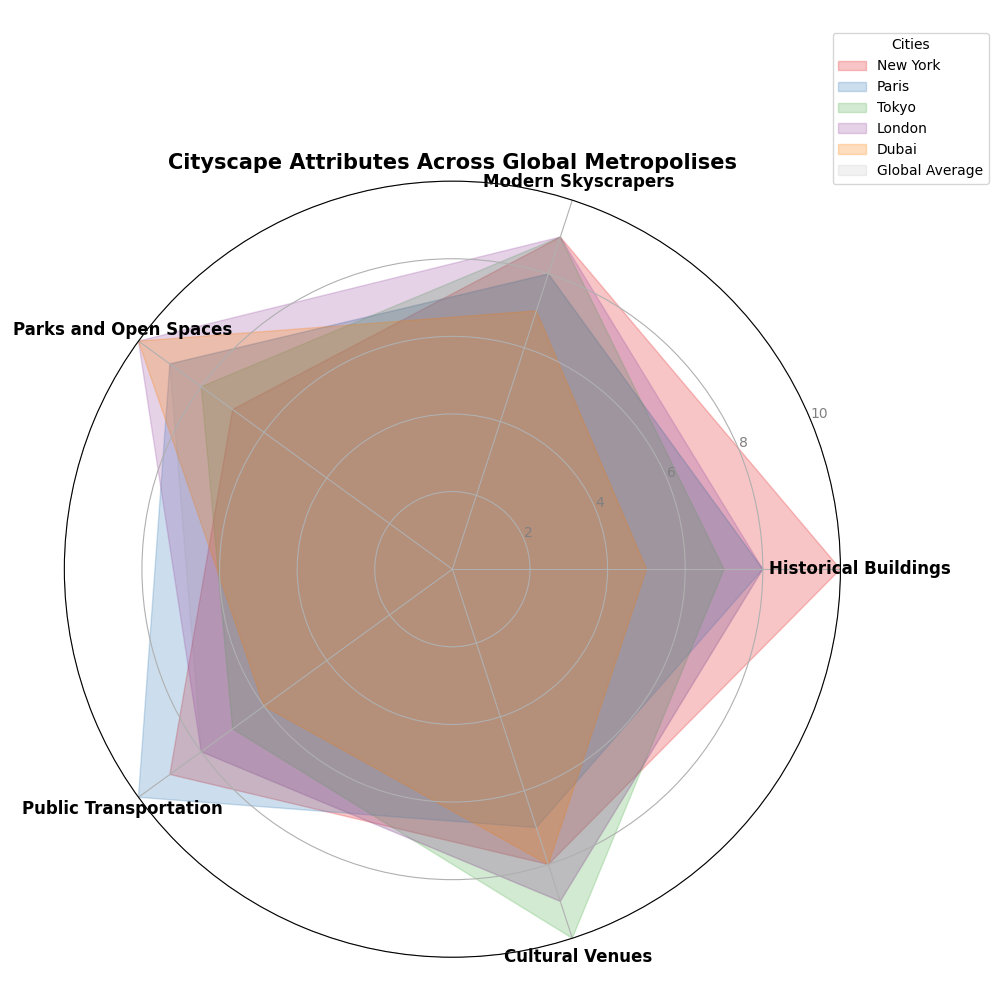 Cities
New York
Paris
Tokyo
London
Dubai
Global Average
Cityscape Attributes Across Global Metropolises
Modern Skyscrapers
Parks and Open Spaces
10
8
6
4
2
Historical Buildings
Public Transportation
Cultural Venues